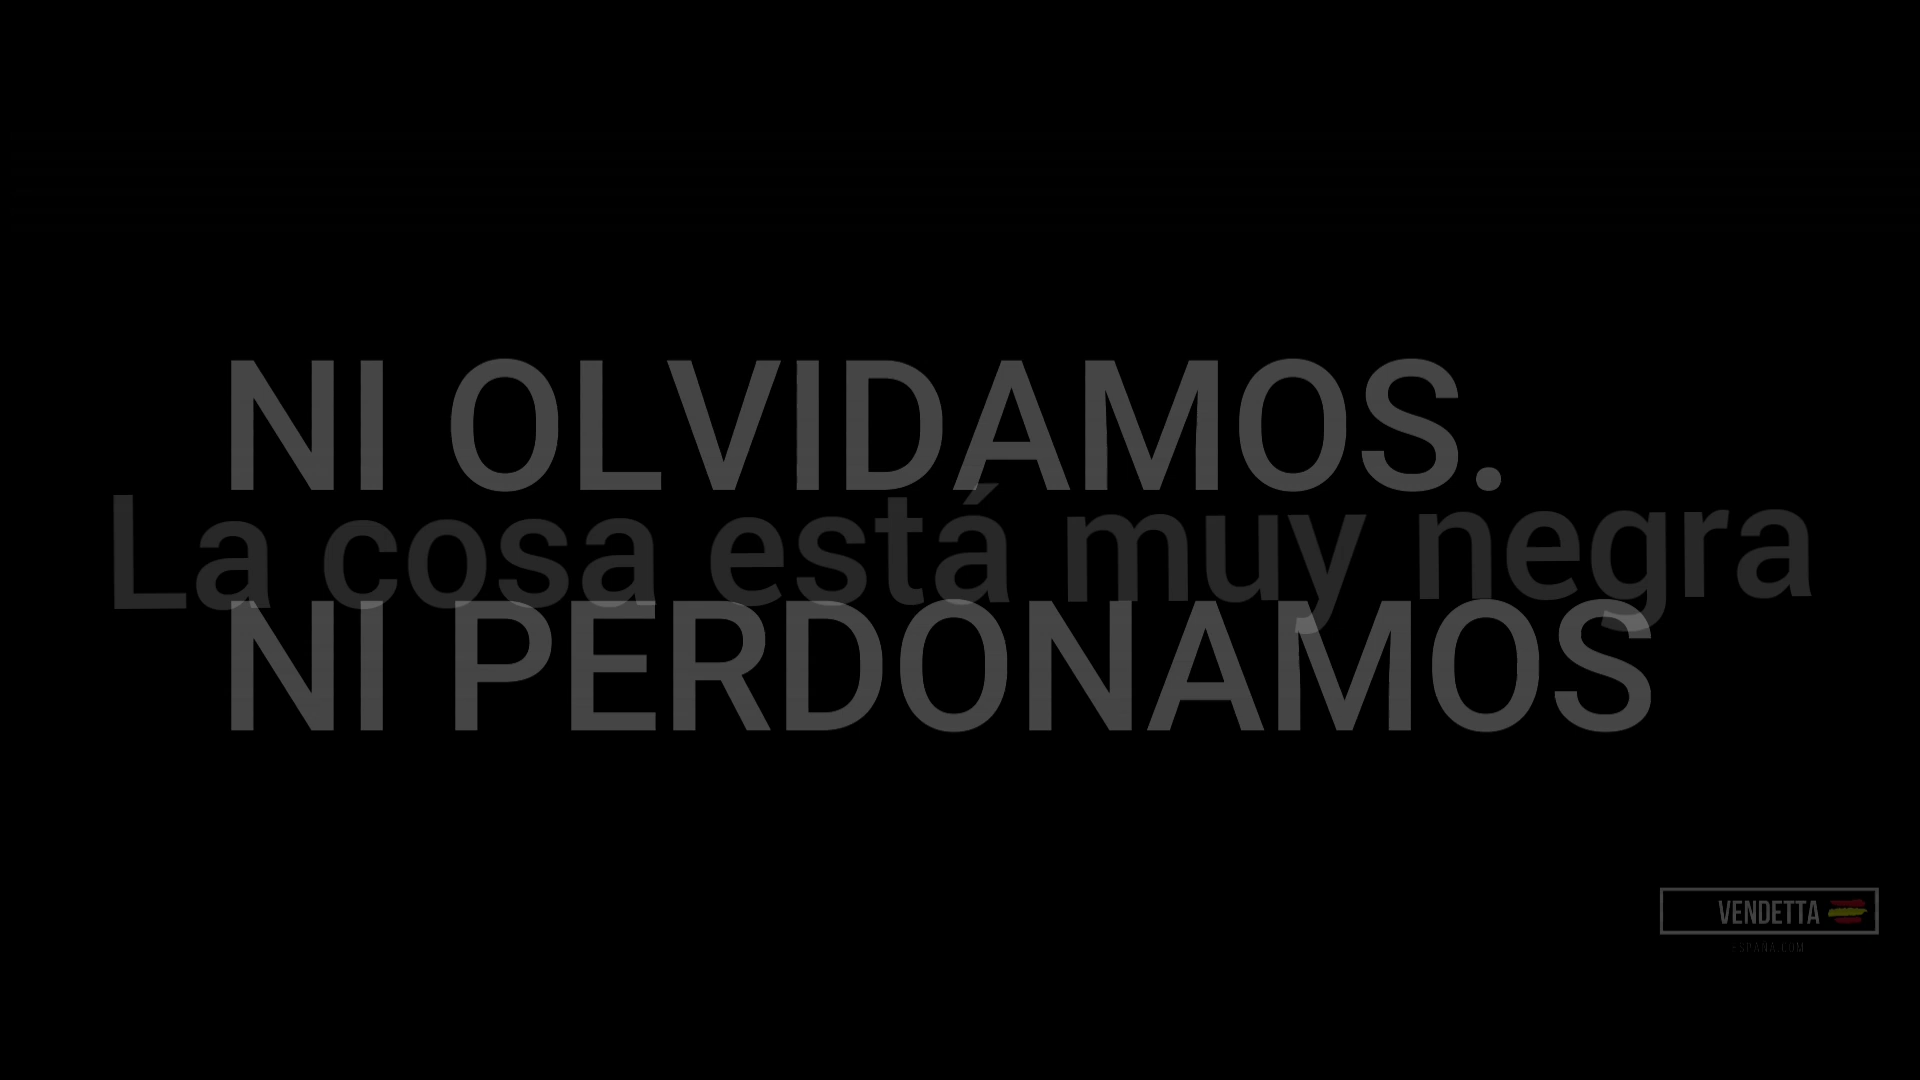 NI OLVIDAMOS.
La cosa está muy negra
NI PERDONAMOS
VENDETTA